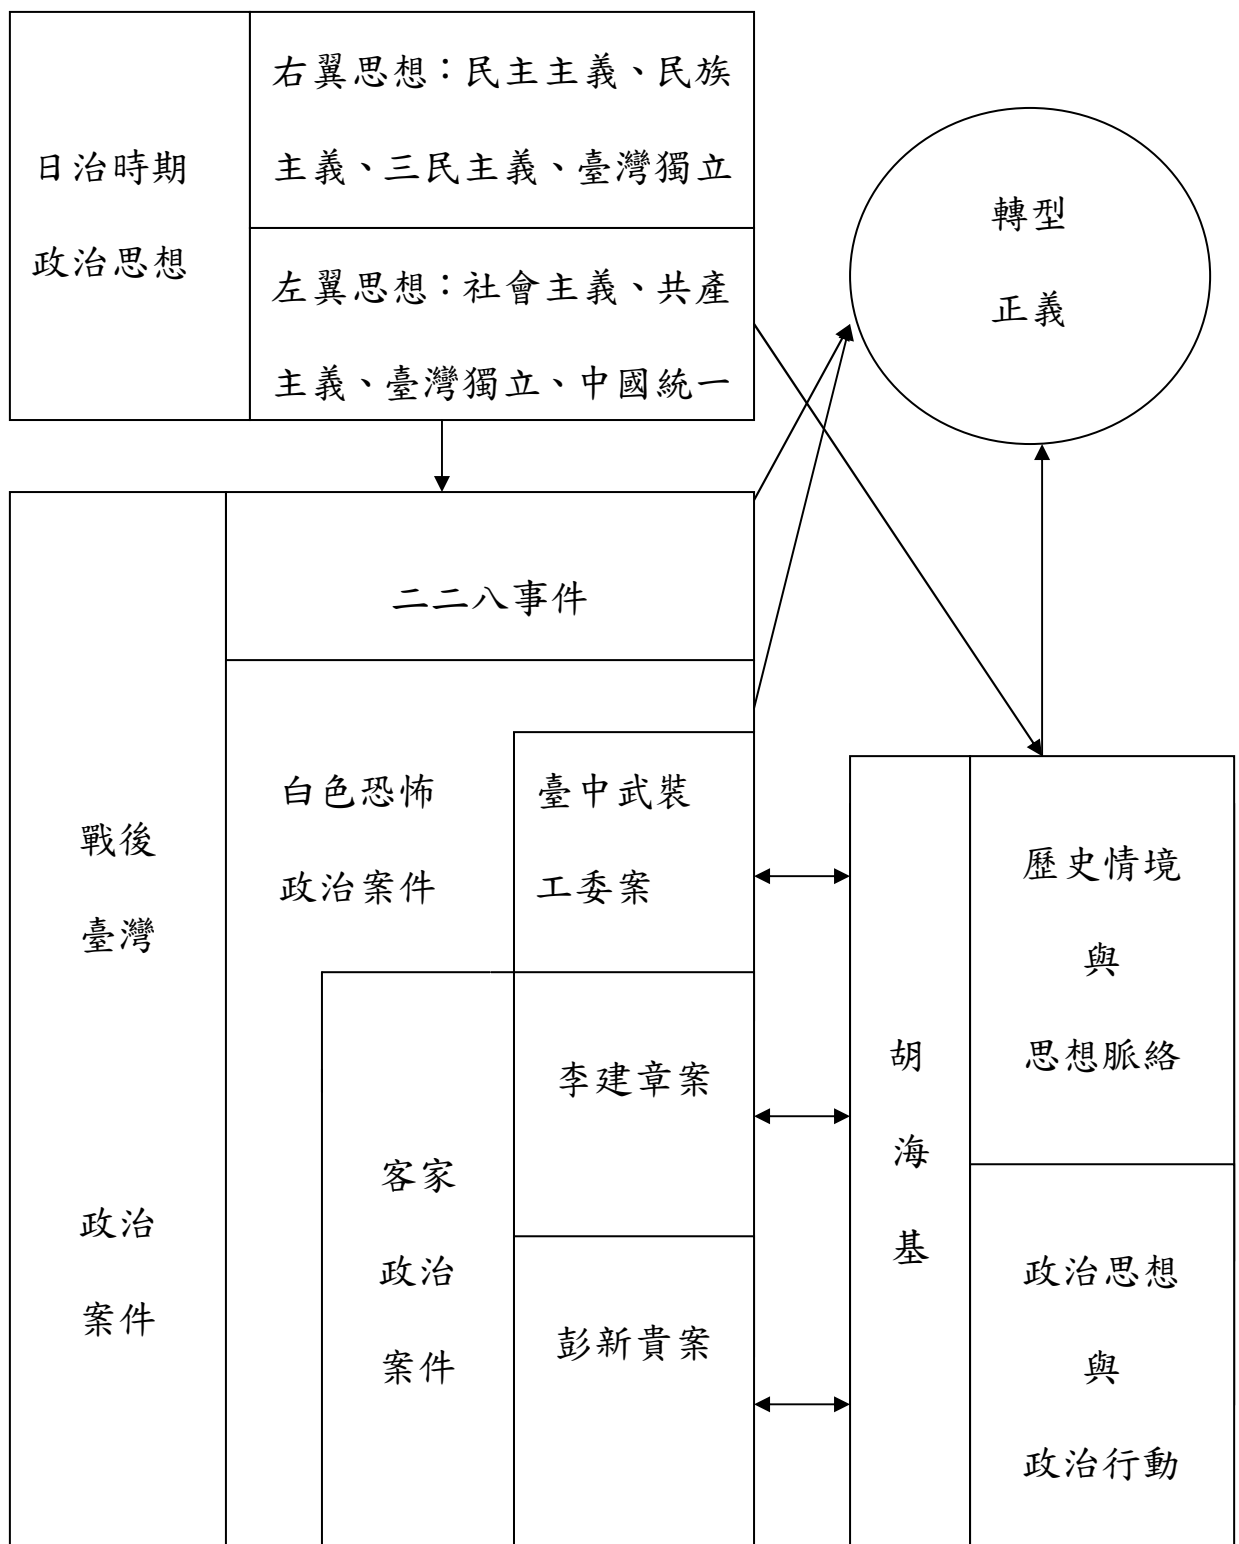 日治時期
政治思想
右翼思想：民主主義、民族
主義、三民主義、臺灣獨立
左翼思想：社會主義、共產
主義、臺灣獨立、中國統一
轉型
正義
戰後
臺灣
政治
案件
二二八事件
白色恐怖
政治案件
臺中武裝
工委案
客家
政治
案件
李建章案
彭新貴案
胡
海
基
歷史情境
與
思想脈絡
政治思想
與
政治行動